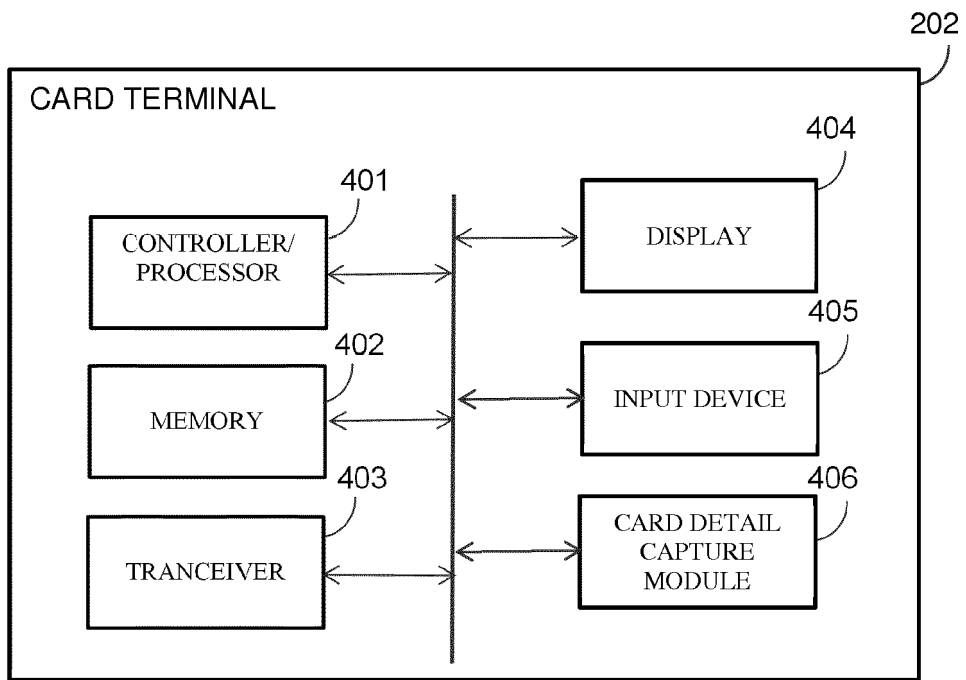 202
CARD TERMINAL
401
CONTROLLER/
PROCESSOR
402
MEMORY
403
TRANCEIVER
404
DISPLAY
405
INPUT DEVICE
406
CARD DETAIL
CAPTURE
MODULE